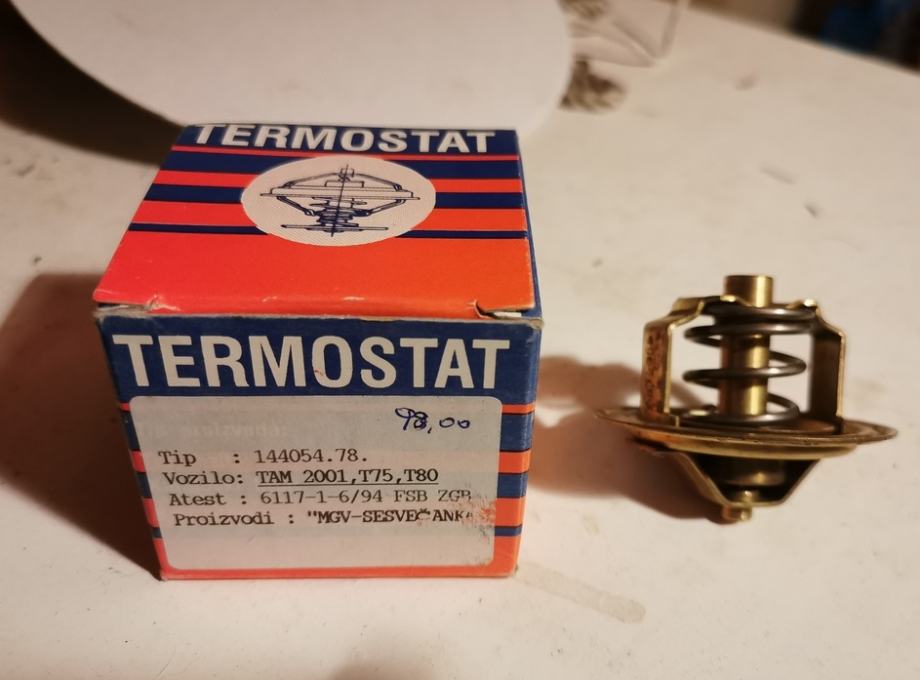 TERMOSTAT
TERMOSTAT
98,00
Tip : 144054.78.
Vozilo: TAM 2001,T75,T80
Atest : 6117-1-6/94 FSB ZGB
Proizvodi : "MGV-SESVEČANKA